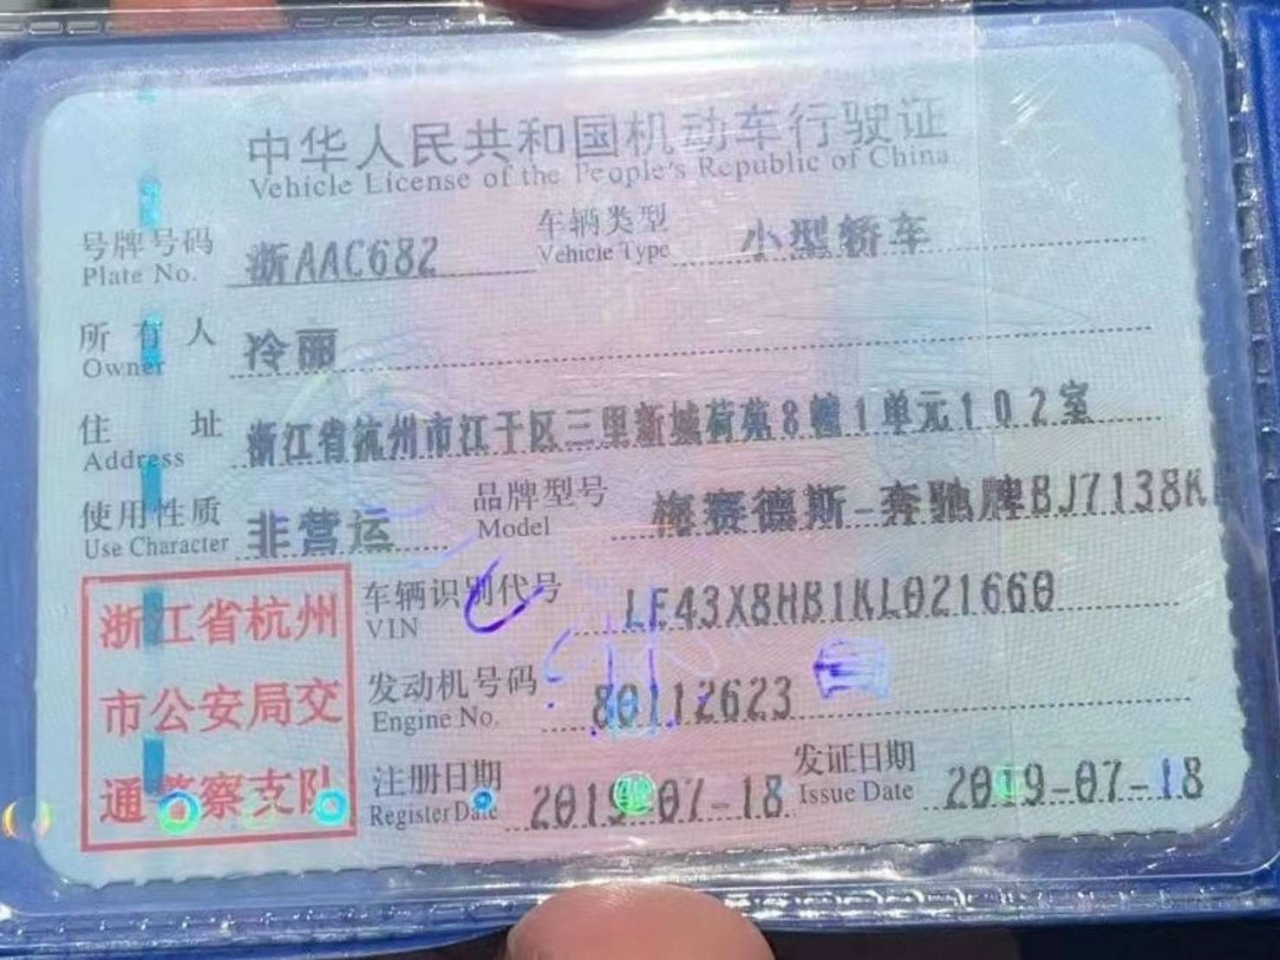 中华人民共和国机动车行驶证
Vehicle License of the People's Republic of China
号牌号码 浙AAC682 车辆类型 小型轿车
Plate No. Vehicle Type
所有人 冷丽
Owner
住址 浙江省杭州市江干区三里新城荷苑8幢1单元102室
Address
使用性质 非营运 品牌型号 梅赛德斯-奔驰牌BJ7138K
Use Character Model
浙江省杭州 车辆识别代号 LE43X8HB1KL021660
VIN
市公安局交 发动机号码 80112623
Engine No.
通警察支队 注册日期 2019-07-18 发证日期 2019-07-18
Register Date Issue Date